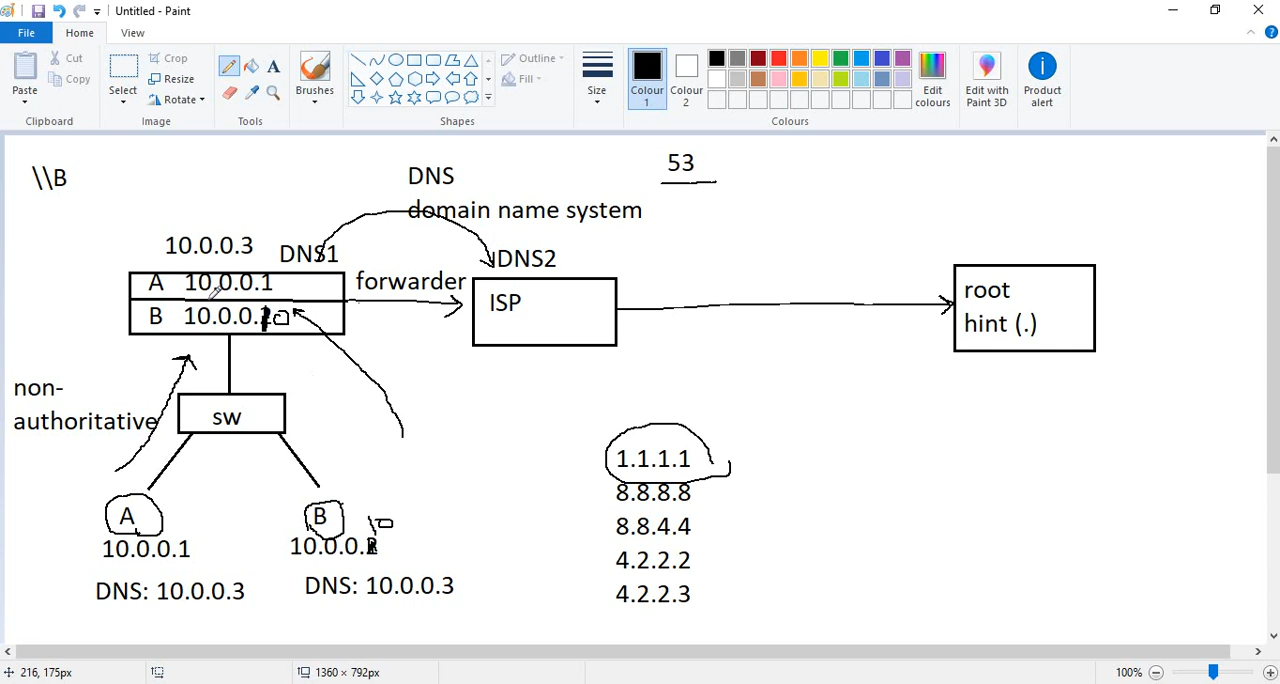 Untitled - Paint
File
Home
View
Paste
Cut
Copy
Clipboard
Select
Crop
Resize
Rotate
Image
Tools
Brushes
Shapes
Outline
Fill
Size
Colour 1
Colour 2
Edit colours
Colours
Edit with Paint 3D
Product alert
\\B
DNS
domain name system
53
10.0.0.3
DNS1
DNS2
A 10.0.0.1
forwarder
ISP
root
hint (.)
B 10.0.0.
non-
authoritative
sw
1.1.1.1
8.8.8.8
8.8.4.4
4.2.2.2
4.2.2.3
A
10.0.0.1
DNS: 10.0.0.3
B
10.0.0.
DNS: 10.0.0.3
216, 175px
1360 × 792px
100%